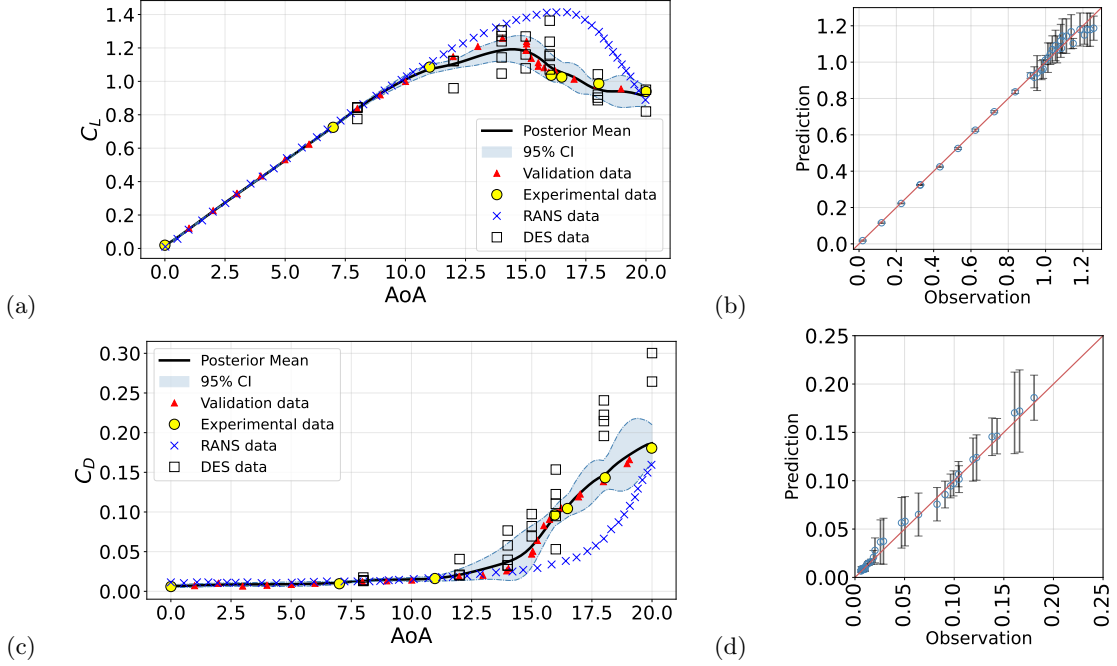 1.4
1.2
1.0
0.8
0.6
0.4
0.2
0.0
C_L
Posterior Mean
95% CI
Validation data
Experimental data
RANS data
DES data
0.0 2.5 5.0 7.5 10.0 12.5 15.0 17.5 20.0
AoA
(a)
1.2
1.0
0.8
0.6
0.4
0.2
0.0
Prediction
0.0 0.2 0.4 0.6 0.8 1.0 1.2
Observation
(b)
0.30
0.25
0.20
0.15
0.10
0.05
0.00
C_D
Posterior Mean
95% CI
Validation data
Experimental data
RANS data
DES data
0.0 2.5 5.0 7.5 10.0 12.5 15.0 17.5 20.0
AoA
(c)
0.25
0.20
0.15
0.10
0.05
0.00
Prediction
0.00 0.05 0.10 0.15 0.20 0.25
Observation
(d)